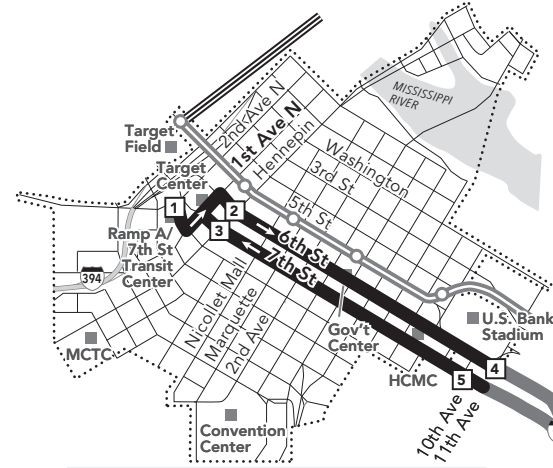 MISSISSIPPI
RIVER
2nd Ave N
1st Ave N
Hennepin
Washington
3rd St
5th St
Target
Field
Target
Center
1
2
3
6th St
7th St
Ramp A/
7th St
Transit
Center
394
Nicollet Mall
Marquette
2nd Ave
Gov't
Center
U.S. Bank
Stadium
MCTC
HCMC
4
5
10th Ave
11th Ave
Convention
Center